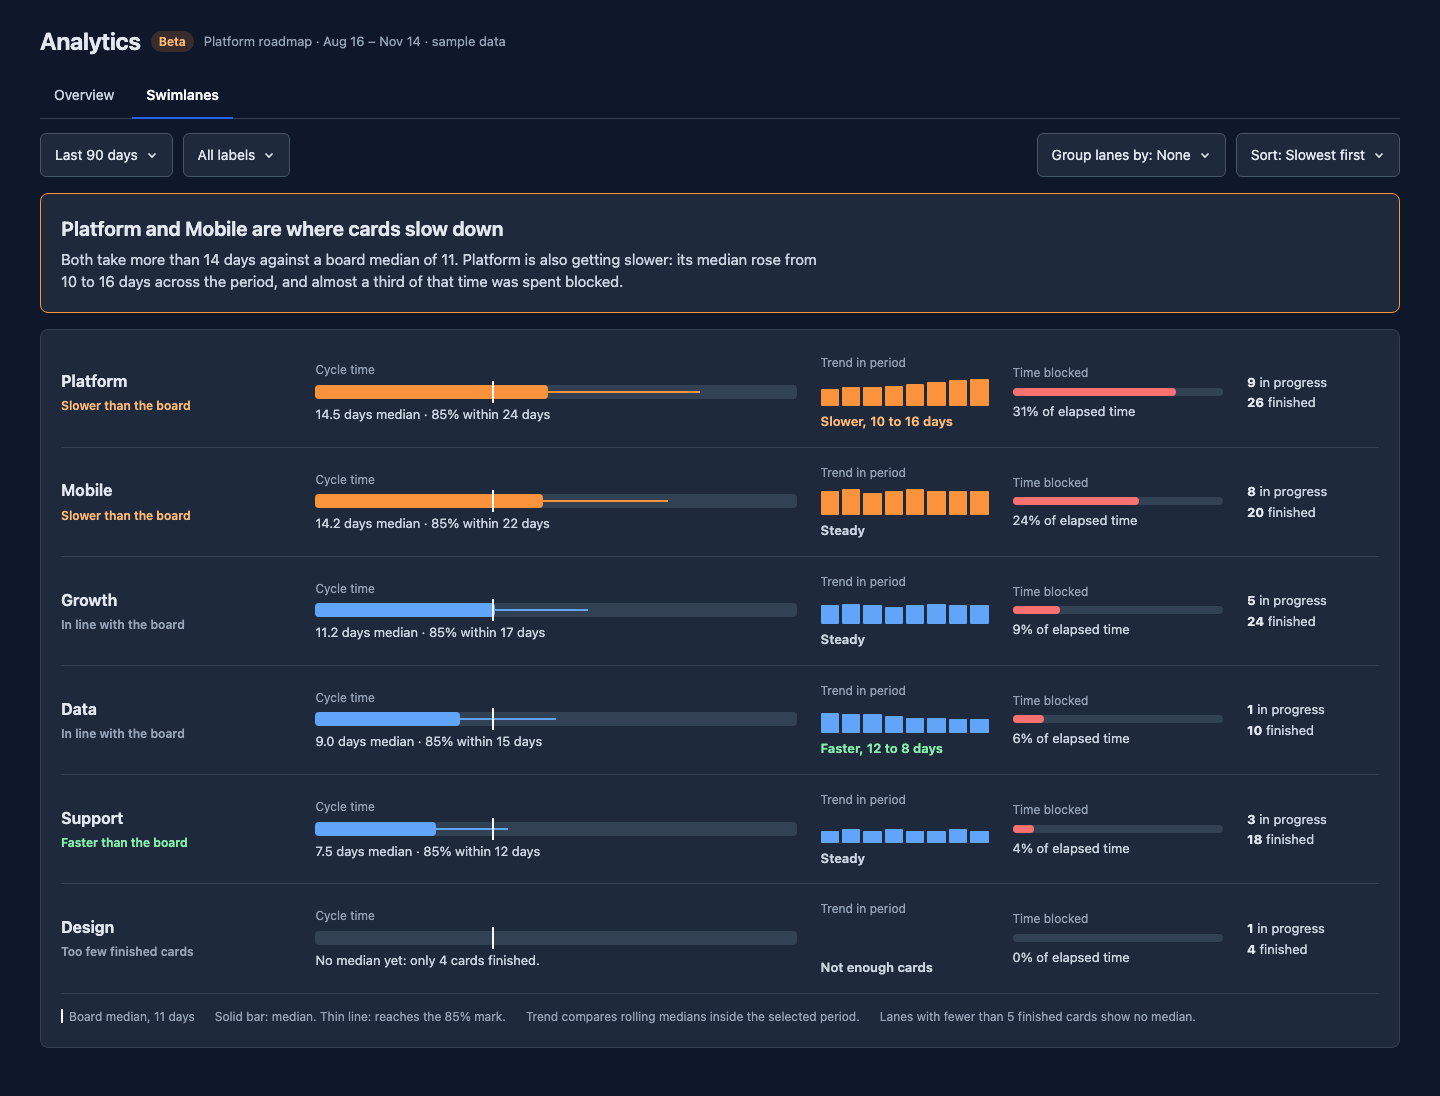 Analytics
Beta
Platform roadmap · Aug 16 – Nov 14 · sample data
Overview
Swimlanes
Last 90 days
All labels
Group lanes by: None
Sort: Slowest first
Platform and Mobile are where cards slow down
Both take more than 14 days against a board median of 11. Platform is also getting slower: its median rose from
10 to 16 days across the period, and almost a third of that time was spent blocked.
Platform
Slower than the board
Cycle time
14.5 days median · 85% within 24 days
Trend in period
Slower, 10 to 16 days
Time blocked
31% of elapsed time
9 in progress
26 finished
Mobile
Slower than the board
Cycle time
14.2 days median · 85% within 22 days
Trend in period
Steady
Time blocked
24% of elapsed time
8 in progress
20 finished
Growth
In line with the board
Cycle time
11.2 days median · 85% within 17 days
Trend in period
Steady
Time blocked
9% of elapsed time
5 in progress
24 finished
Data
In line with the board
Cycle time
9.0 days median · 85% within 15 days
Trend in period
Faster, 12 to 8 days
Time blocked
6% of elapsed time
1 in progress
10 finished
Support
Faster than the board
Cycle time
7.5 days median · 85% within 12 days
Trend in period
Steady
Time blocked
4% of elapsed time
3 in progress
18 finished
Design
Too few finished cards
Cycle time
No median yet: only 4 cards finished.
Trend in period
Not enough cards
Time blocked
0% of elapsed time
1 in progress
4 finished
Board median, 11 days
Solid bar: median. Thin line: reaches the 85% mark.
Trend compares rolling medians inside the selected period.
Lanes with fewer than 5 finished cards show no median.